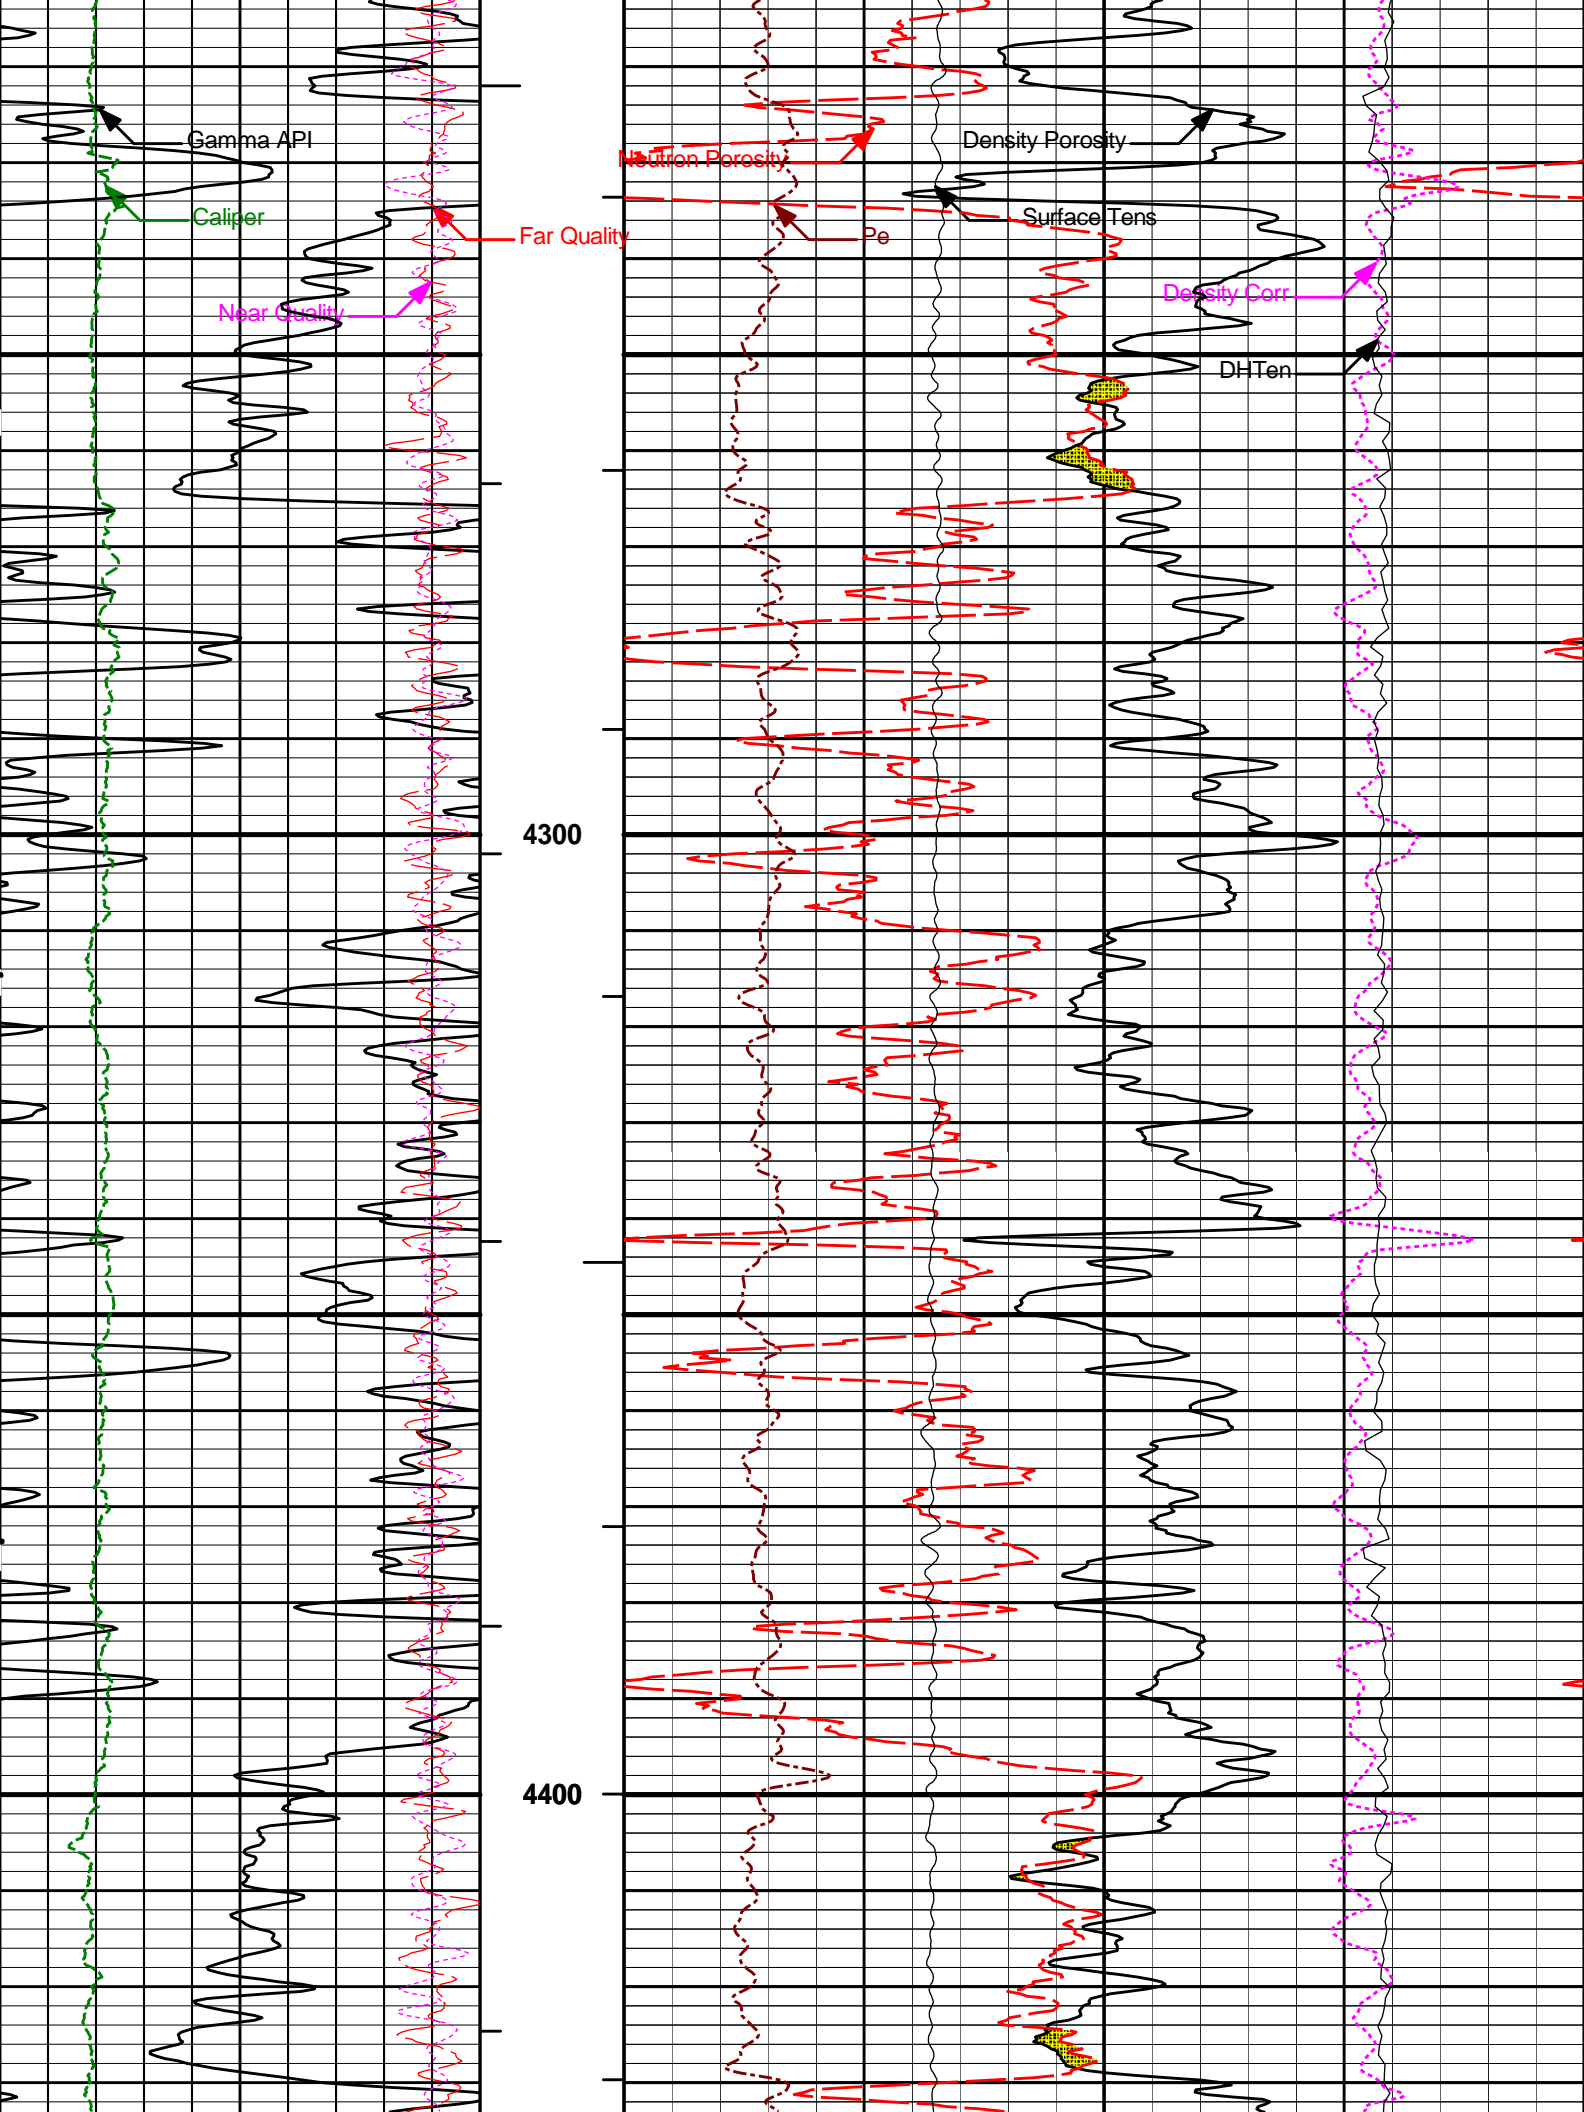 Gamma API
Density Porosity
Neutron Porosity
Caliper
Surface Tens
Far Quality
Pe
Density Corr
Near Quality
DHTen
4300
4400